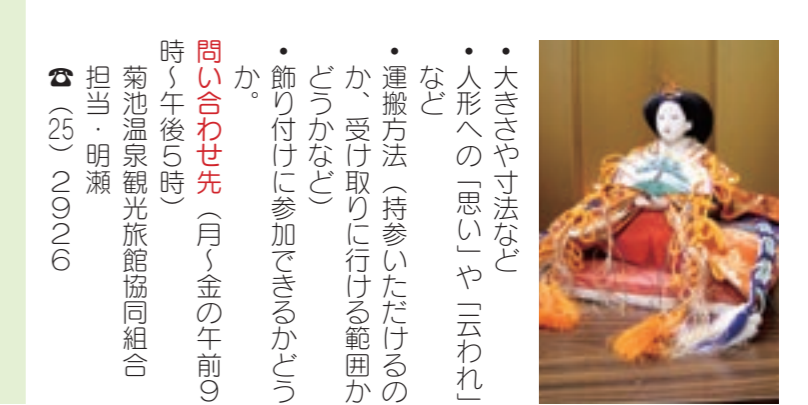 ・大きさや寸法など
・人形への「思い」や「云われ」
など
・運搬方法（持参いただけるの
か、受け取りに行ける範囲か
どうかなど）
・飾り付けに参加できるかどう
か。
問い合わせ先（月～金の午前９
時～午後５時）
菊池温泉観光旅館協同組合
担当・明瀬
☎（25）２９２６